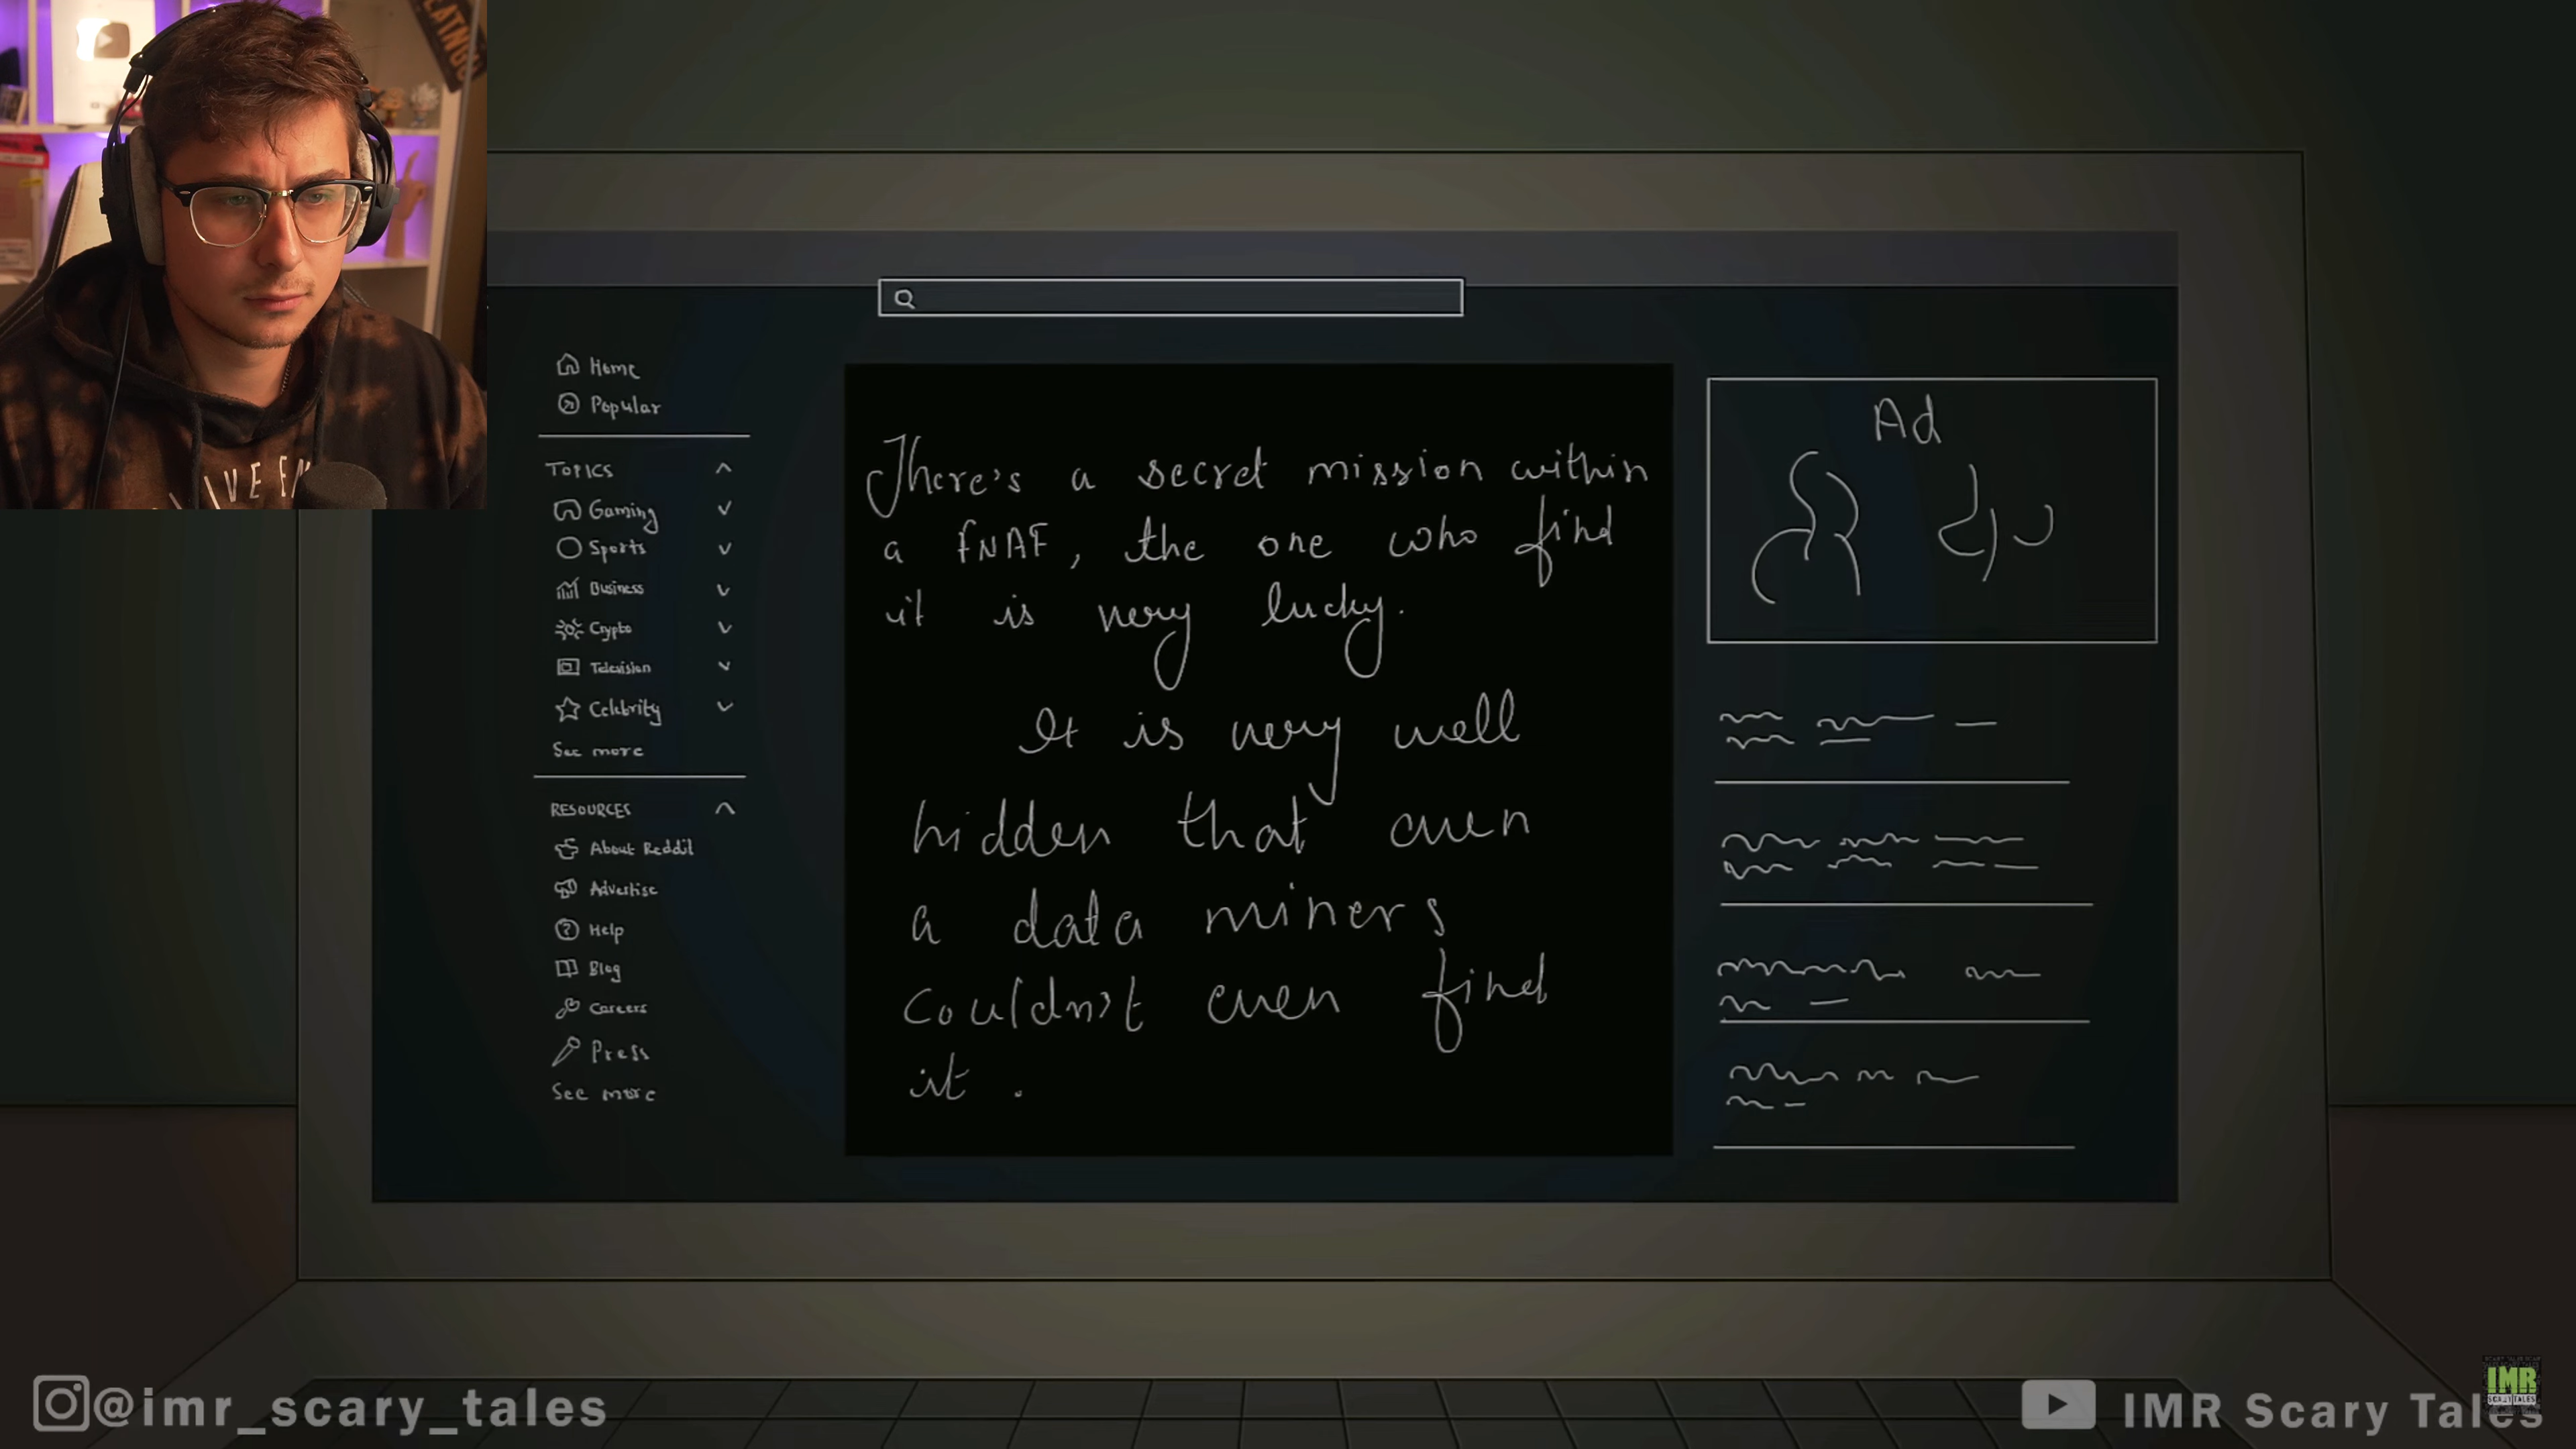 Home
Popular
TOPICS
Gaming
Sports
Business
Crypto
Television
Celebrity
See more
RESOURCES
About Reddit
Advertise
Help
Blog
Careers
Press
See more
There's a secret mission within
a fNAF, the one who find
it is very lucky.
It is very well
hidden that even
a data miners
couldn't even find
it.
Ad
@imr_scary_tales
IMR Scary Tales
IMR
SCARY TALES